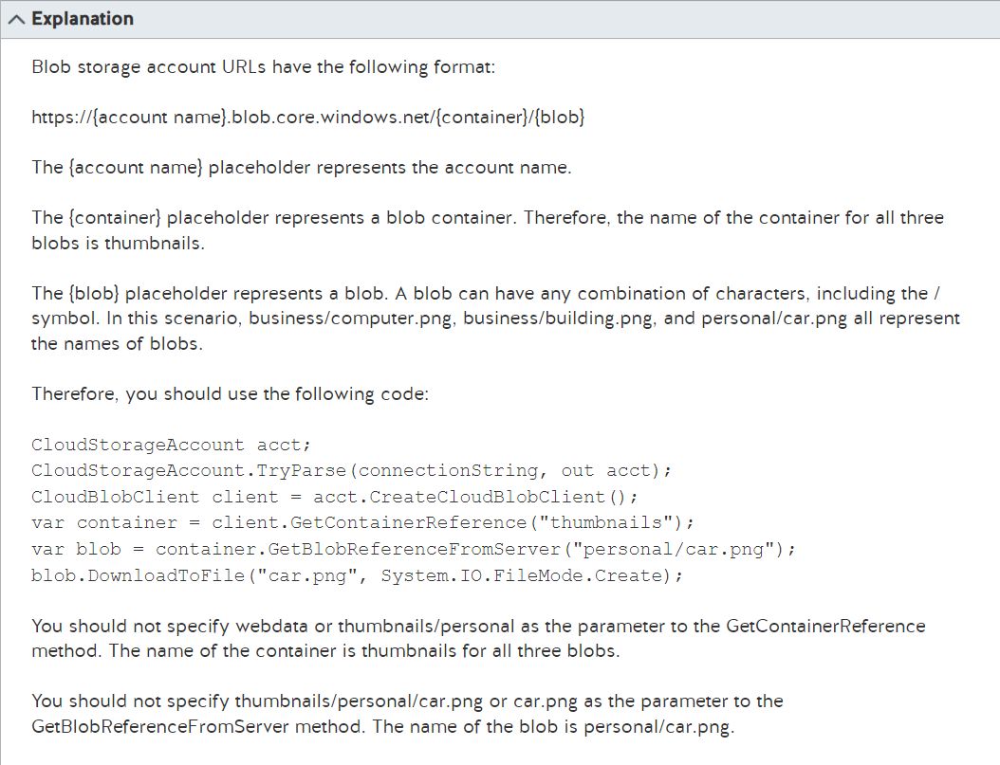 Explanation
Blob storage account URLs have the following format:
https://{account name}.blob.core.windows.net/{container}/{blob}
The {account name} placeholder represents the account name.
The {container} placeholder represents a blob container. Therefore, the name of the container for all three
blobs is thumbnails.
The {blob} placeholder represents a blob. A blob can have any combination of characters, including the /
symbol. In this scenario, business/computer.png, business/building.png, and personal/car.png all represent
the names of blobs.
Therefore, you should use the following code:
CloudStorageAccount acct;
CloudStorageAccount.TryParse(connectionString, out acct);
CloudBlobClient client = acct.CreateCloudBlobClient();
var container = client.GetContainerReference("thumbnails");
var blob = container.GetBlobReferenceFromServer("personal/car.png");
blob.DownloadToFile("car.png", System.IO.FileMode.Create);
You should not specify webdata or thumbnails/personal as the parameter to the GetContainerReference
method. The name of the container is thumbnails for all three blobs.
You should not specify thumbnails/personal/car.png or car.png as the parameter to the
GetBlobReferenceFromServer method. The name of the blob is personal/car.png.